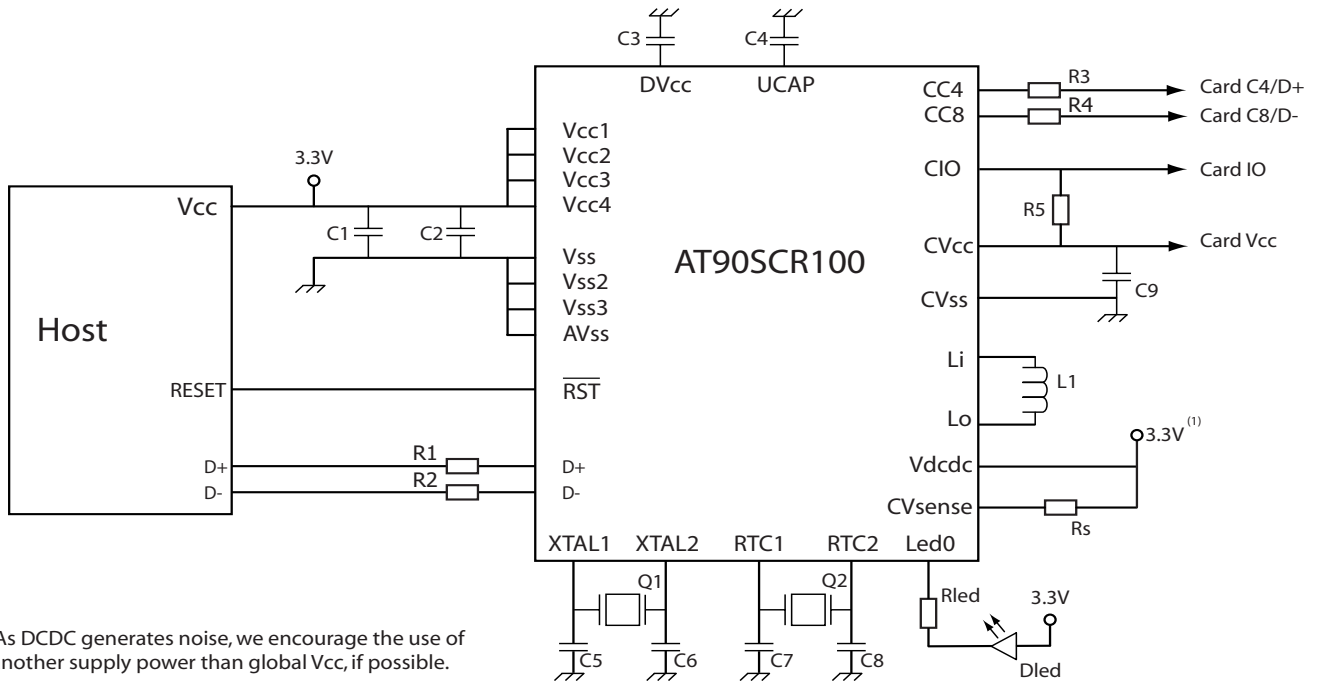 C3
C4
DVcc
UCAP
CC4
R3
Card C4/D+
CC8
R4
Card C8/D-
Vcc1
Vcc2
Vcc3
Vcc4
3.3V
Vcc
C1
C2
CIO
Card IO
R5
CVcc
Card Vcc
Vss
Vss2
Vss3
AVss
AT90SCR100
CVss
C9
Host
Li
L1
Lo
RESET
RST
3.3V (1)
Vdcdc
D+
R1
D+
D-
R2
D-
CVsense
Rs
XTAL1
XTAL2
RTC1
RTC2
Led0
Q1
Q2
Rled
3.3V
C5
C6
C7
C8
Dled
As DCDC generates noise, we encourage the use of
nother supply power than global Vcc, if possible.